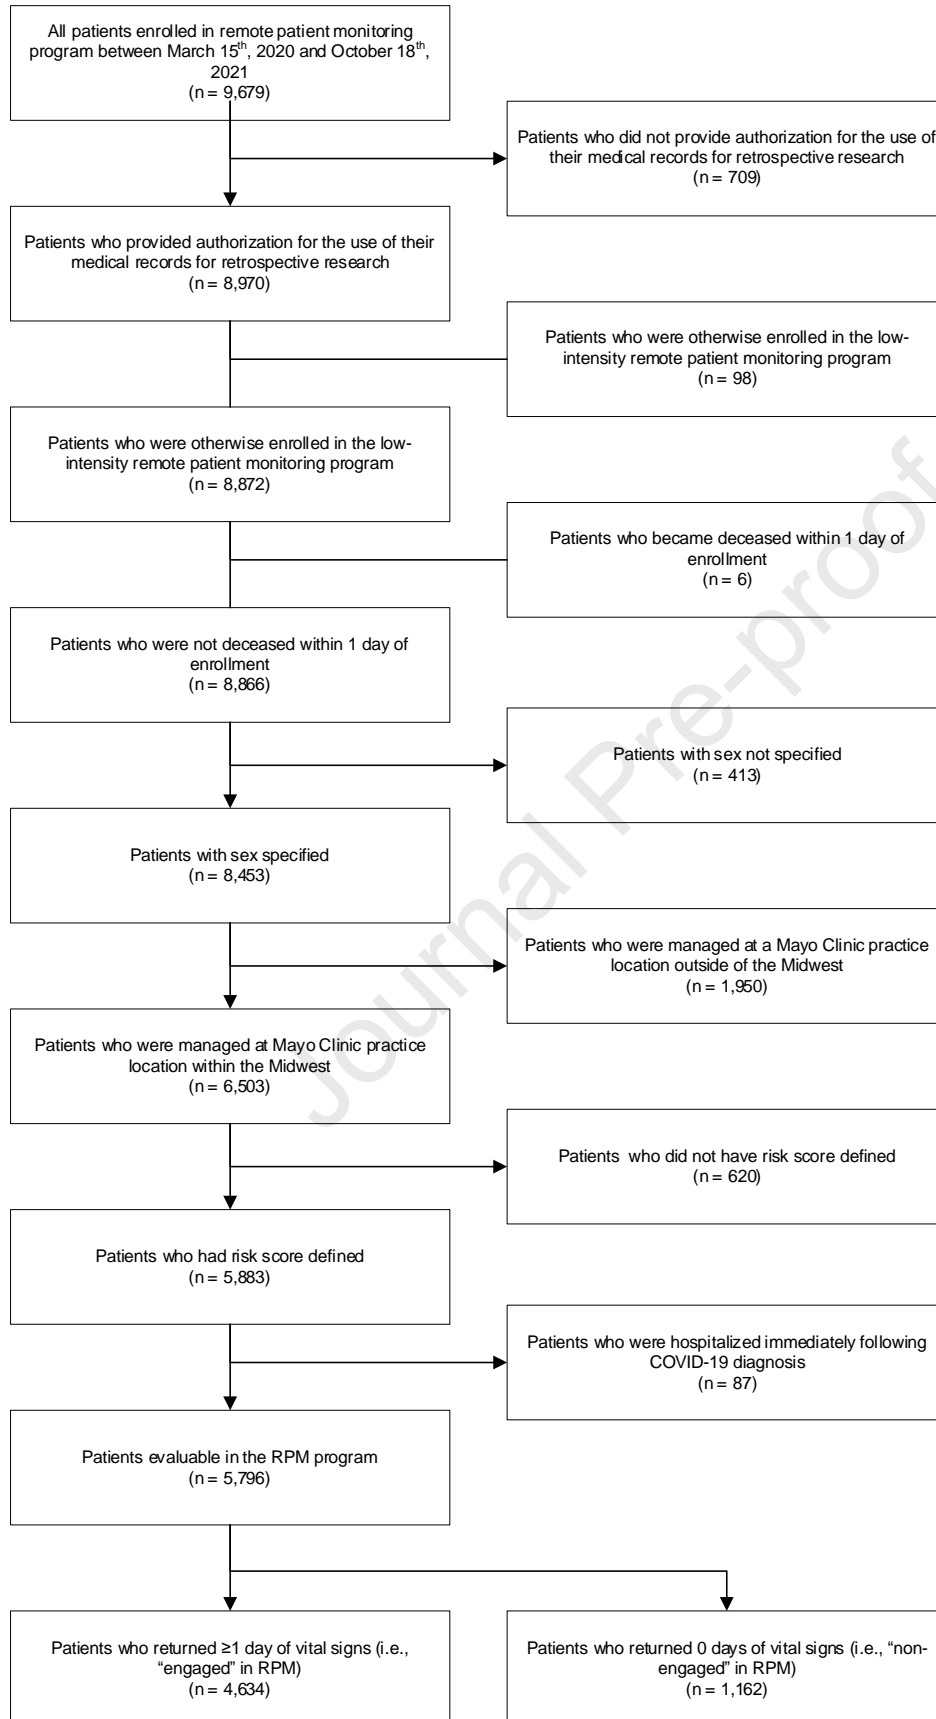 All patients enrolled in remote patient monitoring
program between March 15th, 2020 and October 18th,
2021
(n = 9,679)
Patients who did not provide authorization for the use of
their medical records for retrospective research
(n = 709)
Patients who provided authorization for the use of their
medical records for retrospective research
(n = 8,970)
Patients who were otherwise enrolled in the low-
intensity remote patient monitoring program
(n = 98)
Patients who were otherwise enrolled in the low-
intensity remote patient monitoring program
(n = 8,872)
Patients who became deceased within 1 day of
enrollment
(n = 6)
Patients who were not deceased within 1 day of
enrollment
(n = 8,866)
Patients with sex not specified
(n = 413)
Patients with sex specified
(n = 8,453)
Patients who were managed at a Mayo Clinic practice
location outside of the Midwest
(n = 1,950)
Patients who were managed at Mayo Clinic practice
location within the Midwest
(n = 6,503)
Patients who did not have risk score defined
(n = 620)
Patients who had risk score defined
(n = 5,883)
Patients who were hospitalized immediately following
COVID-19 diagnosis
(n = 87)
Patients evaluable in the RPM program
(n = 5,796)
Patients who returned ≥1 day of vital signs (i.e.,
“engaged” in RPM)
(n = 4,634)
Patients who returned 0 days of vital signs (i.e., “non-
engaged” in RPM)
(n = 1,162)
Journal Pre-proof